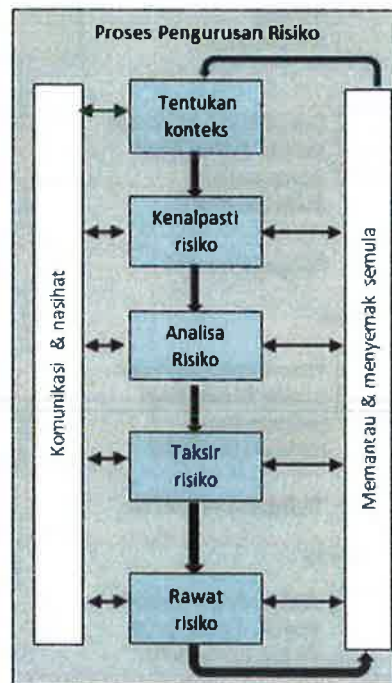 Proses Pengurusan Risiko
Tentukan
konteks
Kenalpasti
risiko
Analisa
Risiko
Taksir
risiko
Rawat
risiko
Komunikasi & nasihat
Memantau & menyemak semula